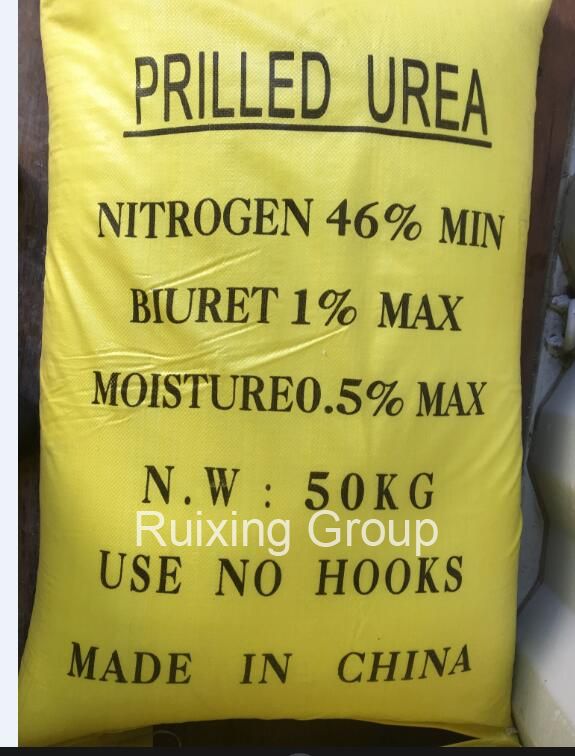 PRILLED UREA
NITROGEN 46% MIN
BIURET 1% MAX
MOISTURE0.5% MAX
N.W : 50KG
Ruixing Group
USE NO HOOKS
MADE IN CHINA